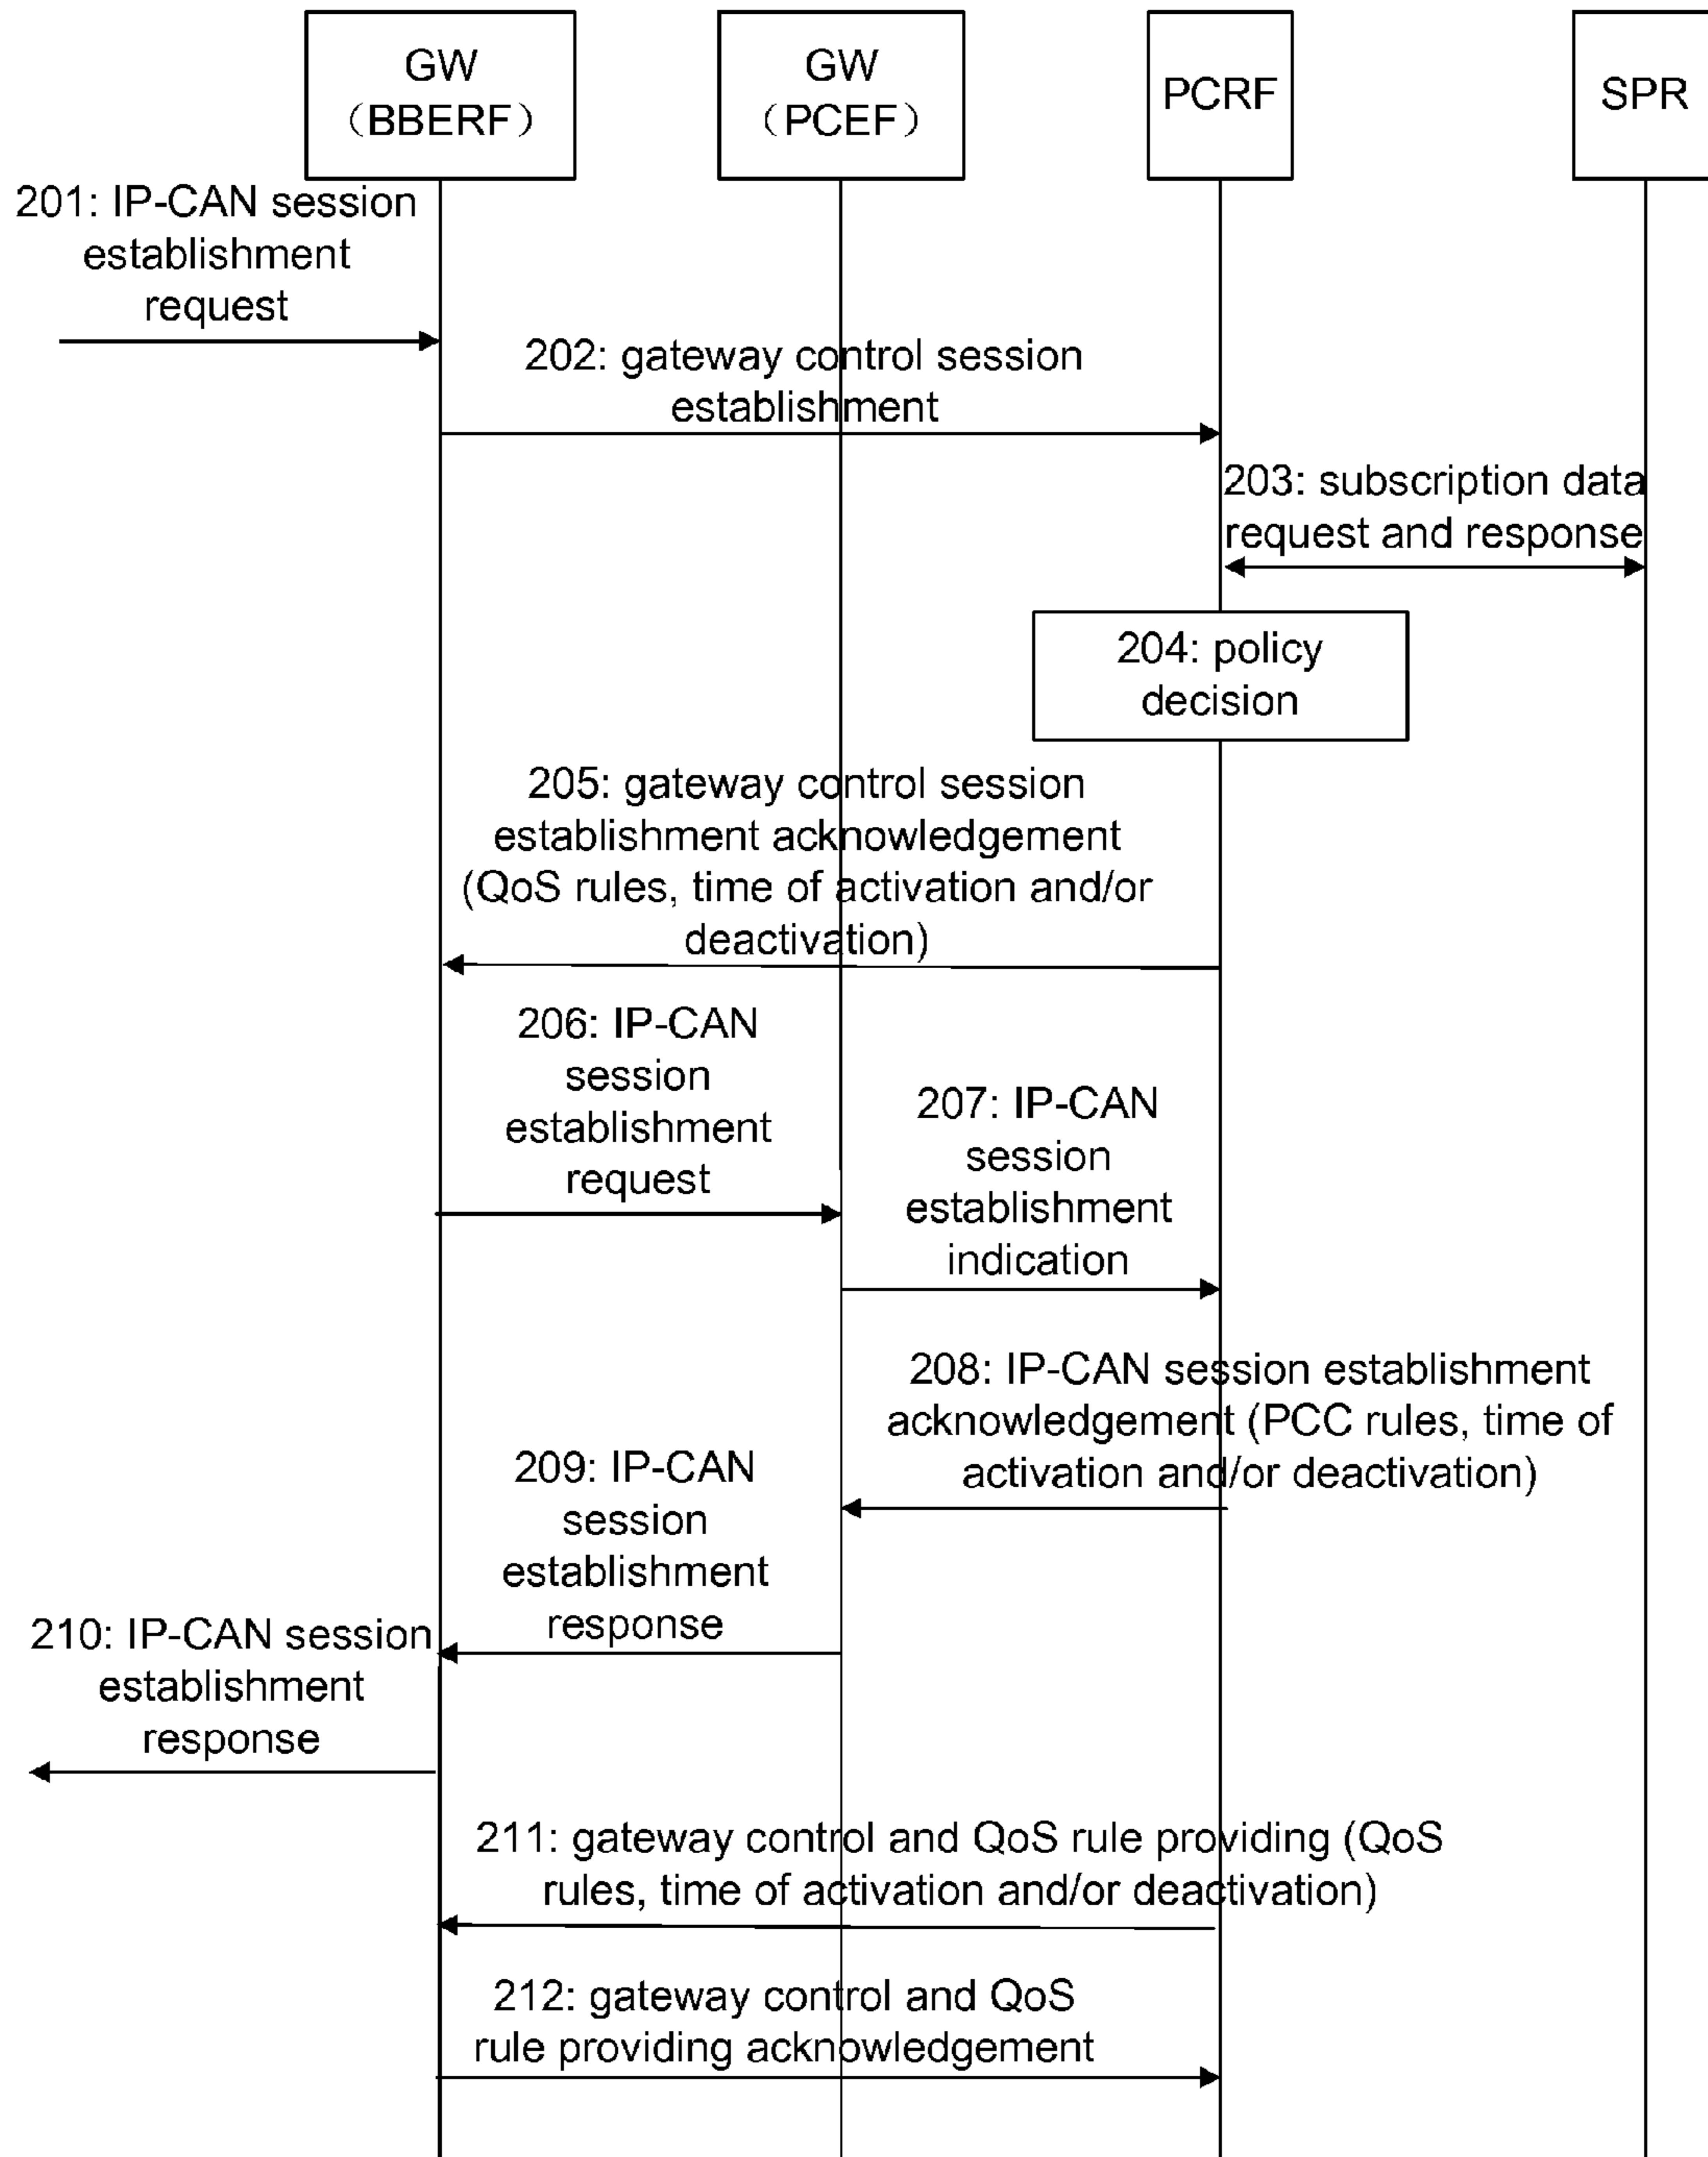 GW
（BBERF）
GW
（PCEF）
PCRF
SPR
201: IP-CAN session
establishment
request
202: gateway control session
establishment
203: subscription data
request and response
204: policy
decision
205: gateway control session
establishment acknowledgement
(QoS rules, time of activation and/or
deactivation)
206: IP-CAN
session
establishment
request
207: IP-CAN
session
establishment
indication
208: IP-CAN session establishment
acknowledgement (PCC rules, time of
activation and/or deactivation)
209: IP-CAN
session
establishment
response
210: IP-CAN session
establishment
response
211: gateway control and QoS rule providing (QoS
rules, time of activation and/or deactivation)
212: gateway control and QoS
rule providing acknowledgement